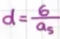 d = 6/a₅